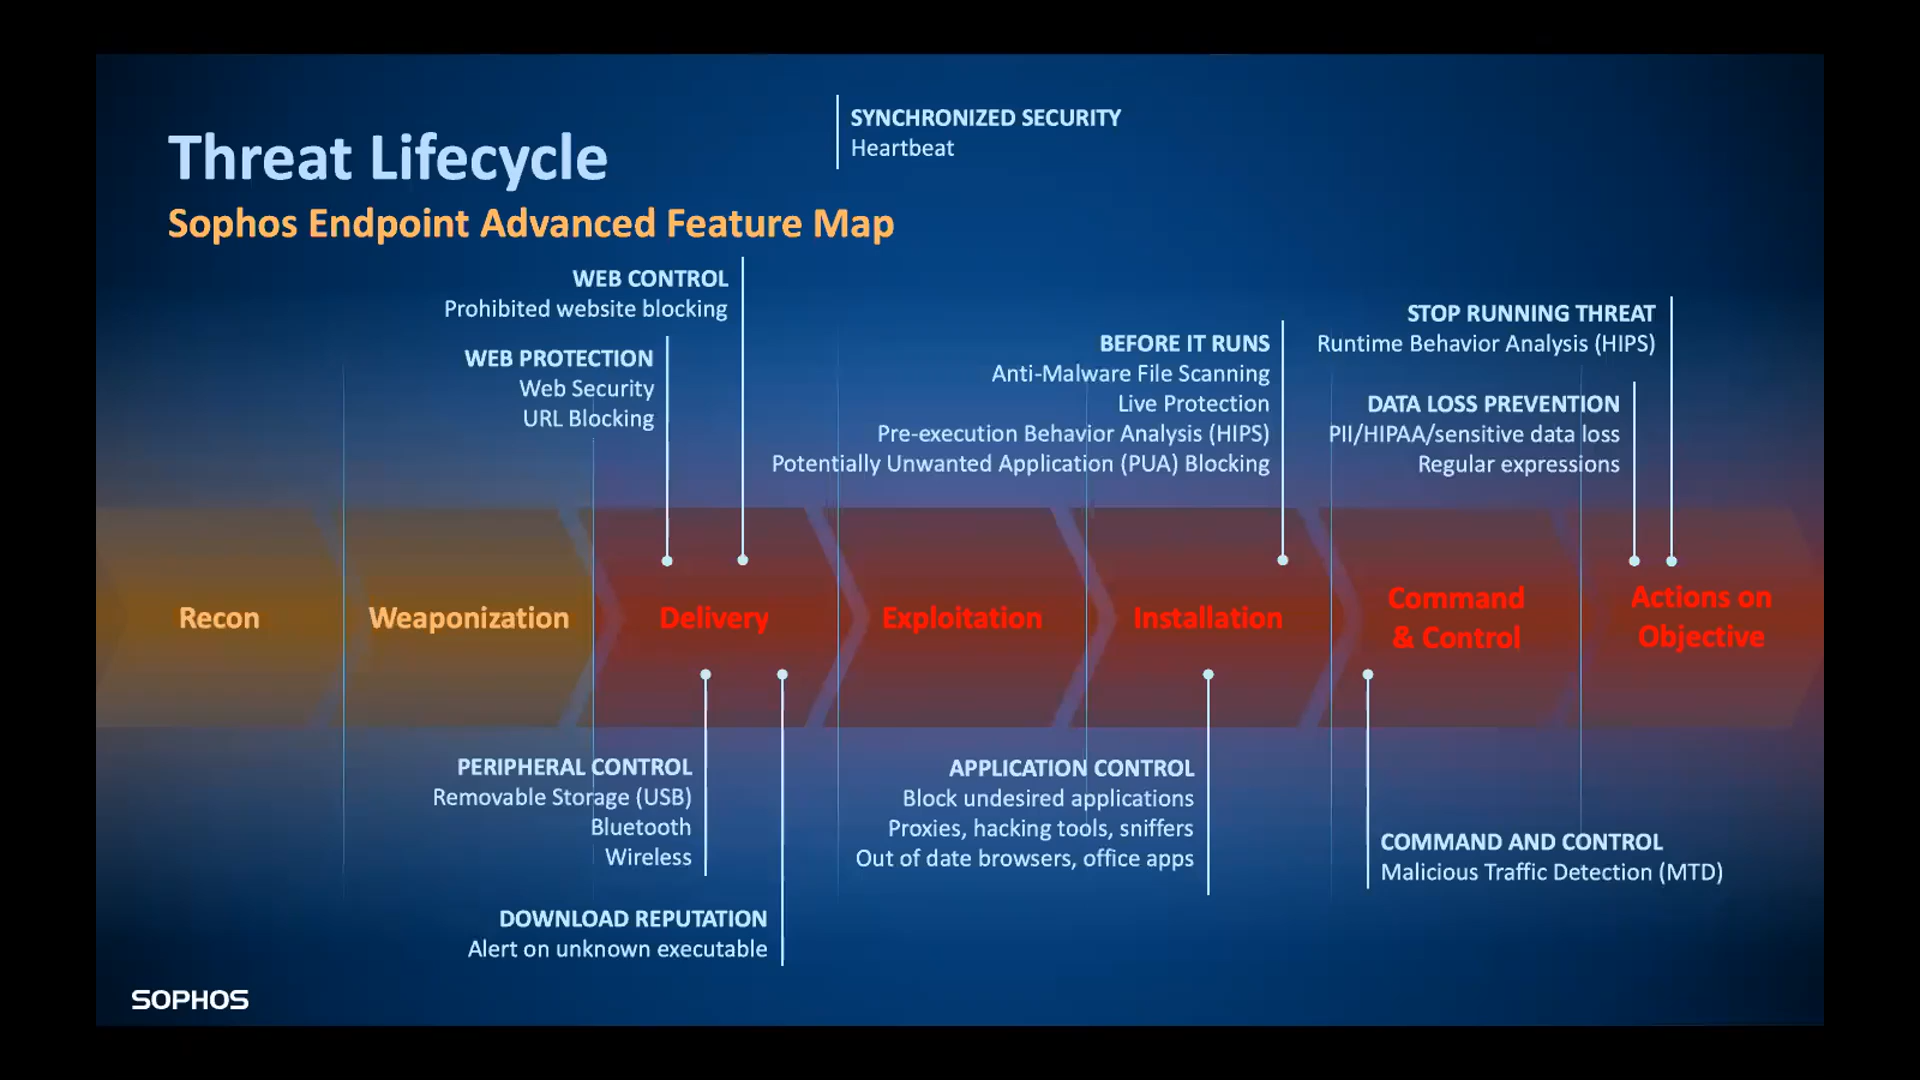 SYNCHRONIZED SECURITY
Heartbeat
Threat Lifecycle
Sophos Endpoint Advanced Feature Map
WEB CONTROL
Prohibited website blocking
WEB PROTECTION
Web Security
URL Blocking
BEFORE IT RUNS
Anti-Malware File Scanning
Live Protection
Pre-execution Behavior Analysis (HIPS)
Potentially Unwanted Application (PUA) Blocking
STOP RUNNING THREAT
Runtime Behavior Analysis (HIPS)
DATA LOSS PREVENTION
PII/HIPAA/sensitive data loss
Regular expressions
Recon
Weaponization
Delivery
Exploitation
Installation
Command
& Control
Actions on
Objective
PERIPHERAL CONTROL
Removable Storage (USB)
Bluetooth
Wireless
DOWNLOAD REPUTATION
Alert on unknown executable
APPLICATION CONTROL
Block undesired applications
Proxies, hacking tools, sniffers
Out of date browsers, office apps
COMMAND AND CONTROL
Malicious Traffic Detection (MTD)
SOPHOS